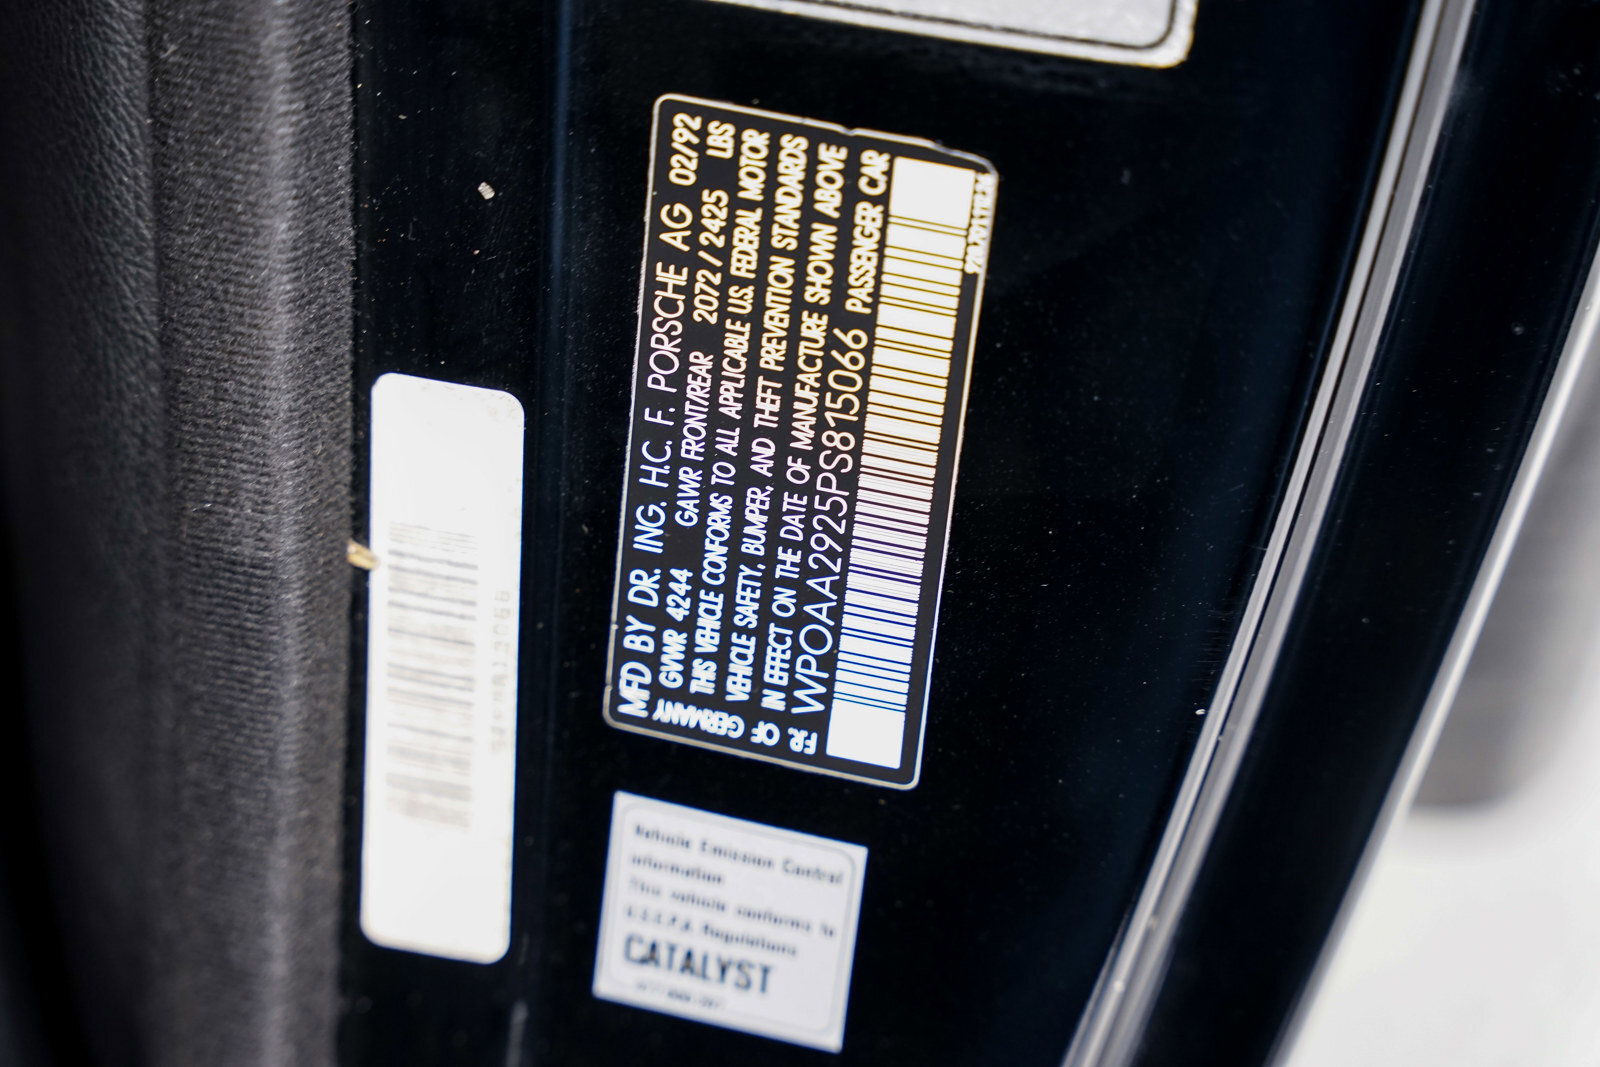 MFD BY DR. ING. H.C. F. PORSCHE AG 02/92
GVWR 4244 GAWR FRONT/REAR 2072 / 2425 LBS
THIS VEHICLE CONFORMS TO ALL APPLICABLE U.S. FEDERAL MOTOR
VEHICLE SAFETY, BUMPER, AND THEFT PREVENTION STANDARDS
IN EFFECT ON THE DATE OF MANUFACTURE SHOWN ABOVE
WPOAA2925PS815066 PASSENGER CAR
F.R. OF GERMANY
Vehicle Emission Control
information
This vehicle conforms to
U.S.E.P.A. Regulations
CATALYST